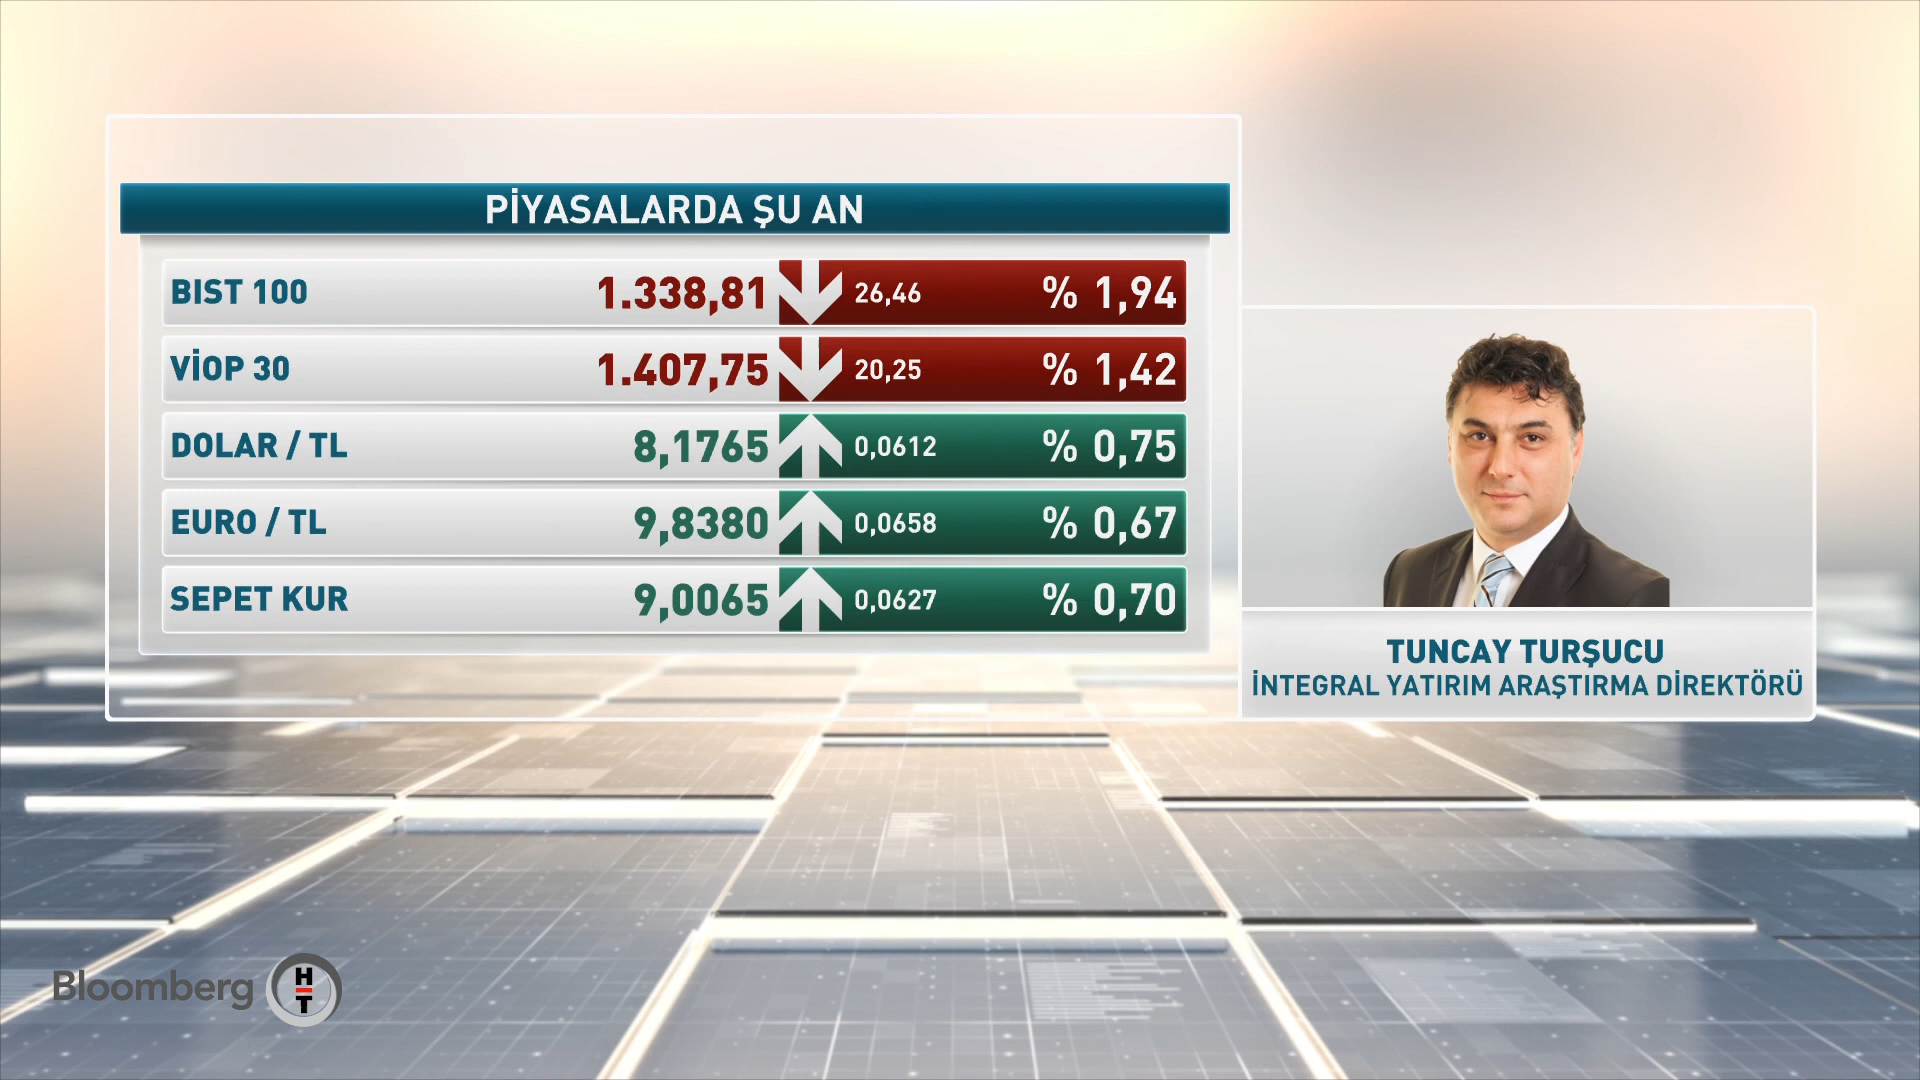 PİYASALARDA ŞU AN
BIST 100 1.338,81 26,46 % 1,94
VİOP 30 1.407,75 20,25 % 1,42
DOLAR / TL 8,1765 0,0612 % 0,75
EURO / TL 9,8380 0,0658 % 0,67
SEPET KUR 9,0065 0,0627 % 0,70
TUNCAY TURŞUCU
İNTEGRAL YATIRIM ARAŞTIRMA DİREKTÖRÜ
Bloomberg HT